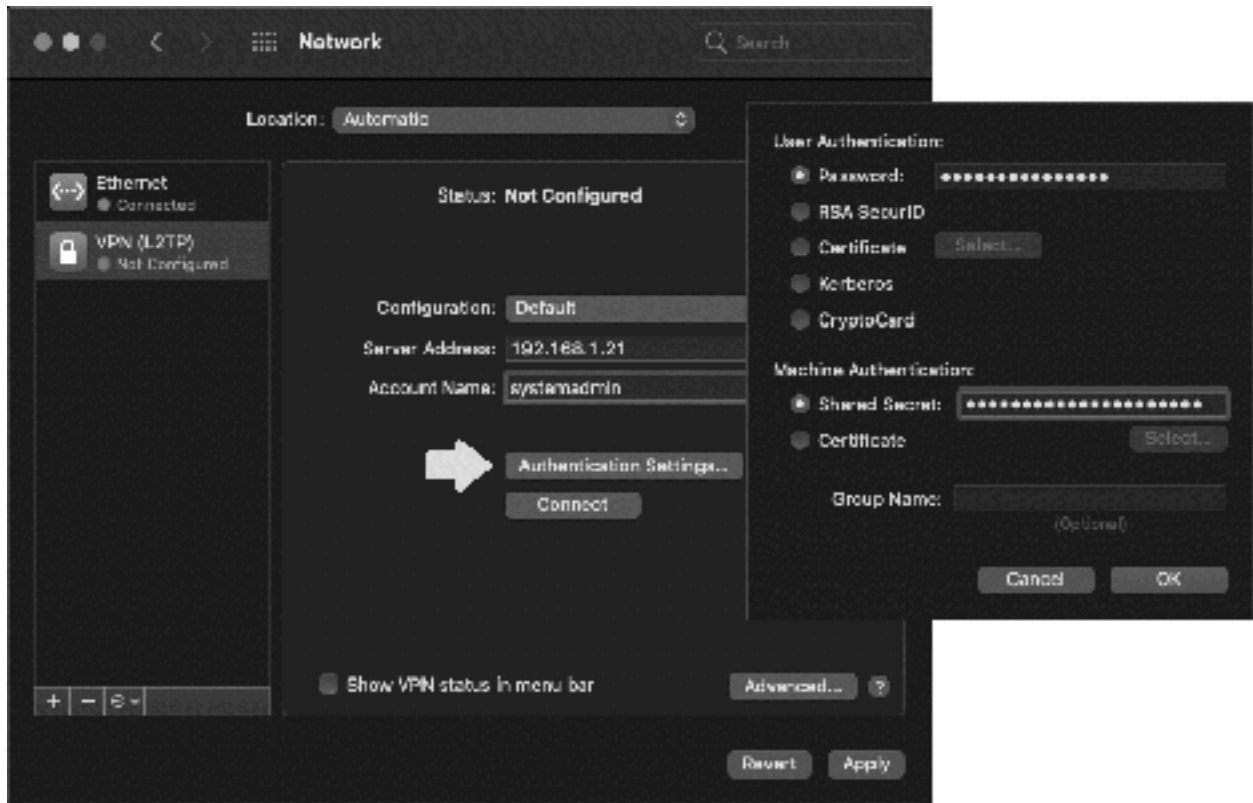 Network
Search
Location: Automatic
Ethernet
Connected
VPN (L2TP)
Not Configured
Status: Not Configured
Configuration: Default
Server Address: 192.168.1.21
Account Name: systemadmin
Authentication Settings...
Connect
Show VPN status in menu bar
Advanced... ?
Revert Apply
User Authentication:
Password: •••••••••••••••
RSA SecurID
Certificate Select...
Kerberos
CryptoCard
Machine Authentication:
Shared Secret: •••••••••••••••••••••
Certificate Select...
Group Name:
(Optional)
Cancel OK